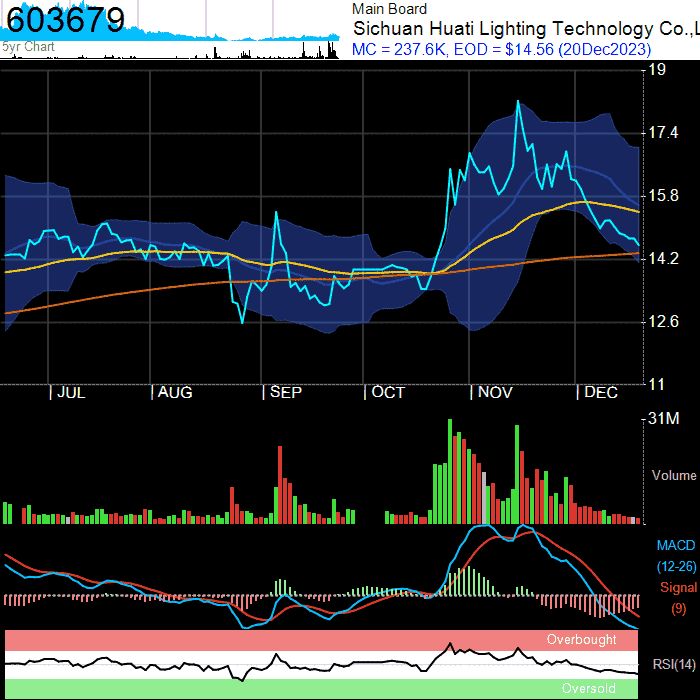 603679
5yr Chart
Main Board
Sichuan Huati Lighting Technology Co.,L
MC = 237.6K, EOD = $14.56 (20Dec2023)
19
17.4
15.8
14.2
12.6
11
| JUL | AUG | SEP | OCT | NOV | DEC
31M
Volume
MACD
(12-26)
Signal
(9)
Overbought
RSI(14)
Oversold